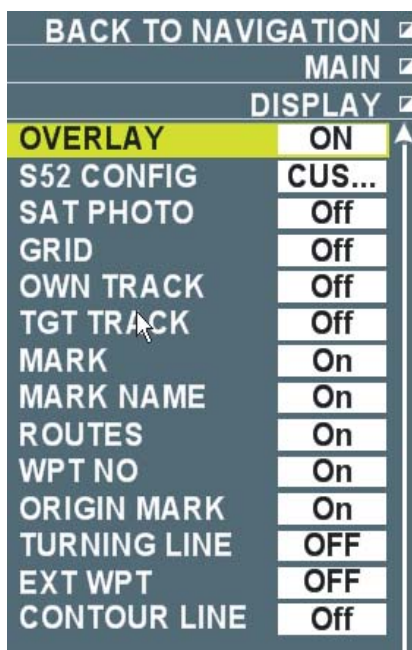 BACK TO NAVIGATION
MAIN
DISPLAY
OVERLAY ON
S52 CONFIG CUS...
SAT PHOTO Off
GRID Off
OWN TRACK Off
TGT TRACK Off
MARK On
MARK NAME On
ROUTES On
WPT NO On
ORIGIN MARK On
TURNING LINE OFF
EXT WPT OFF
CONTOUR LINE Off